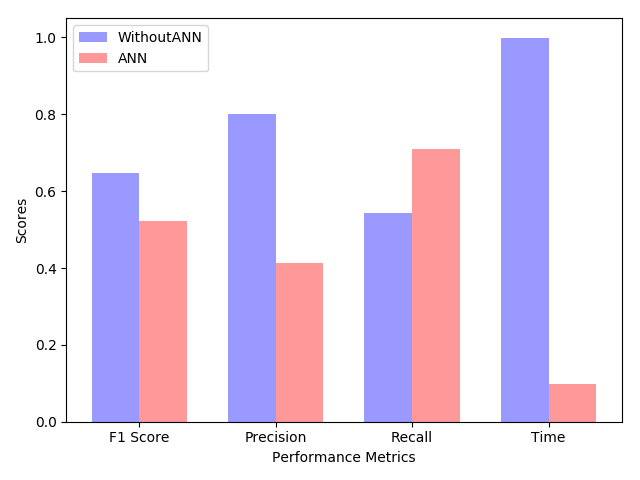 WithoutANN
ANN
1.0
0.8
0.6
0.4
0.2
0.0
Scores
F1 Score Precision Recall Time
Performance Metrics